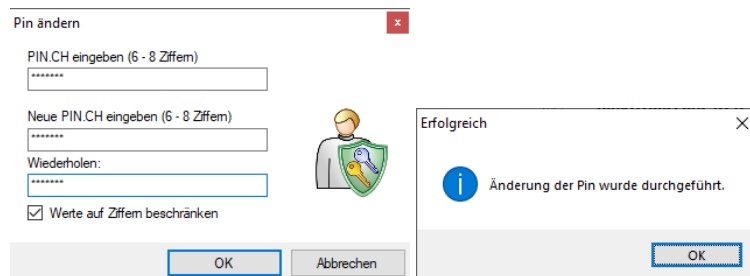 Pin ändern
x
PIN.CH eingeben (6 - 8 Ziffern)
*******
Neue PIN.CH eingeben (6 - 8 Ziffern)
*******
Wiederholen:
*******
Werte auf Ziffern beschränken
OK Abbrechen
Erfolgreich
Änderung der Pin wurde durchgeführt.
OK